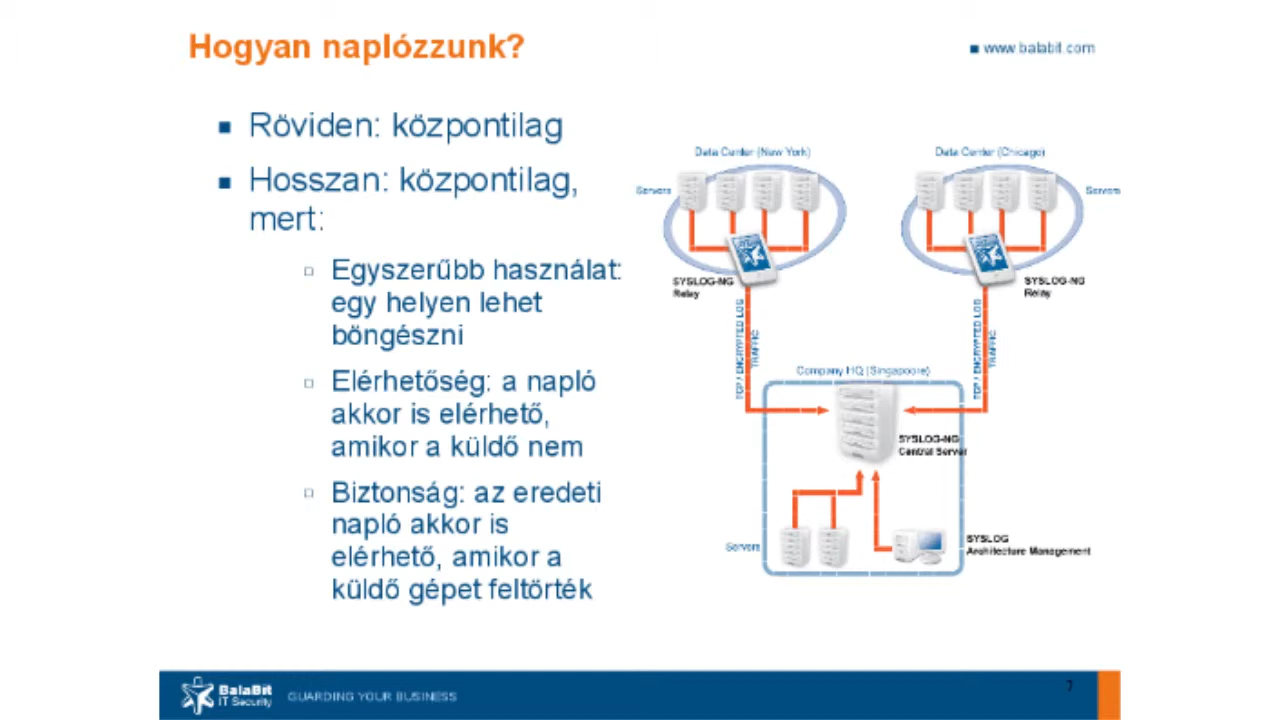 Hogyan naplózzunk?
www.balabit.com
Röviden: központilag
Hosszan: központilag,
mert:
Egyszerűbb használat:
egy helyen lehet
böngészni
Elérhetőség: a napló
akkor is elérhető,
amikor a küldő nem
Biztonság: az eredeti
napló akkor is
elérhető, amikor a
küldő gépet feltörték
Data Center (New York)
Servers
SYSLOG-NG
Relay
TCP / ENCRYPTED LOG
TRAFFIC
Data Center (Chicago)
Servers
SYSLOG-NG
Relay
TCP / ENCRYPTED LOG
TRAFFIC
Company HQ (Singapoore)
SYSLOG-NG
Central Server
Servers
SYSLOG
Architecture Management
BalaBit
IT Security
GUARDING YOUR BUSINESS
7